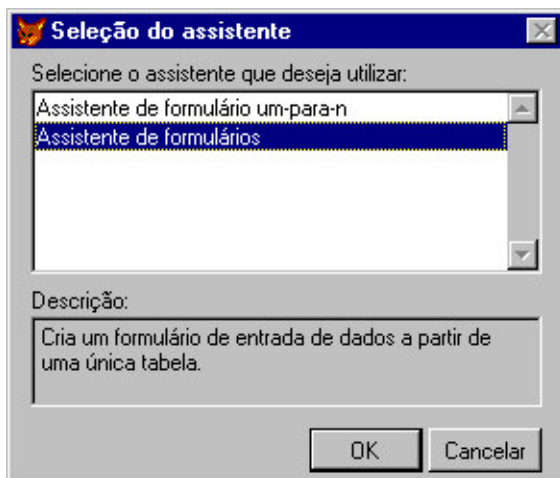 Seleção do assistente
Selecione o assistente que deseja utilizar:
Assistente de formulário um-para-n
Assistente de formulários
Descrição:
Cria um formulário de entrada de dados a partir de
uma única tabela.
OK
Cancelar